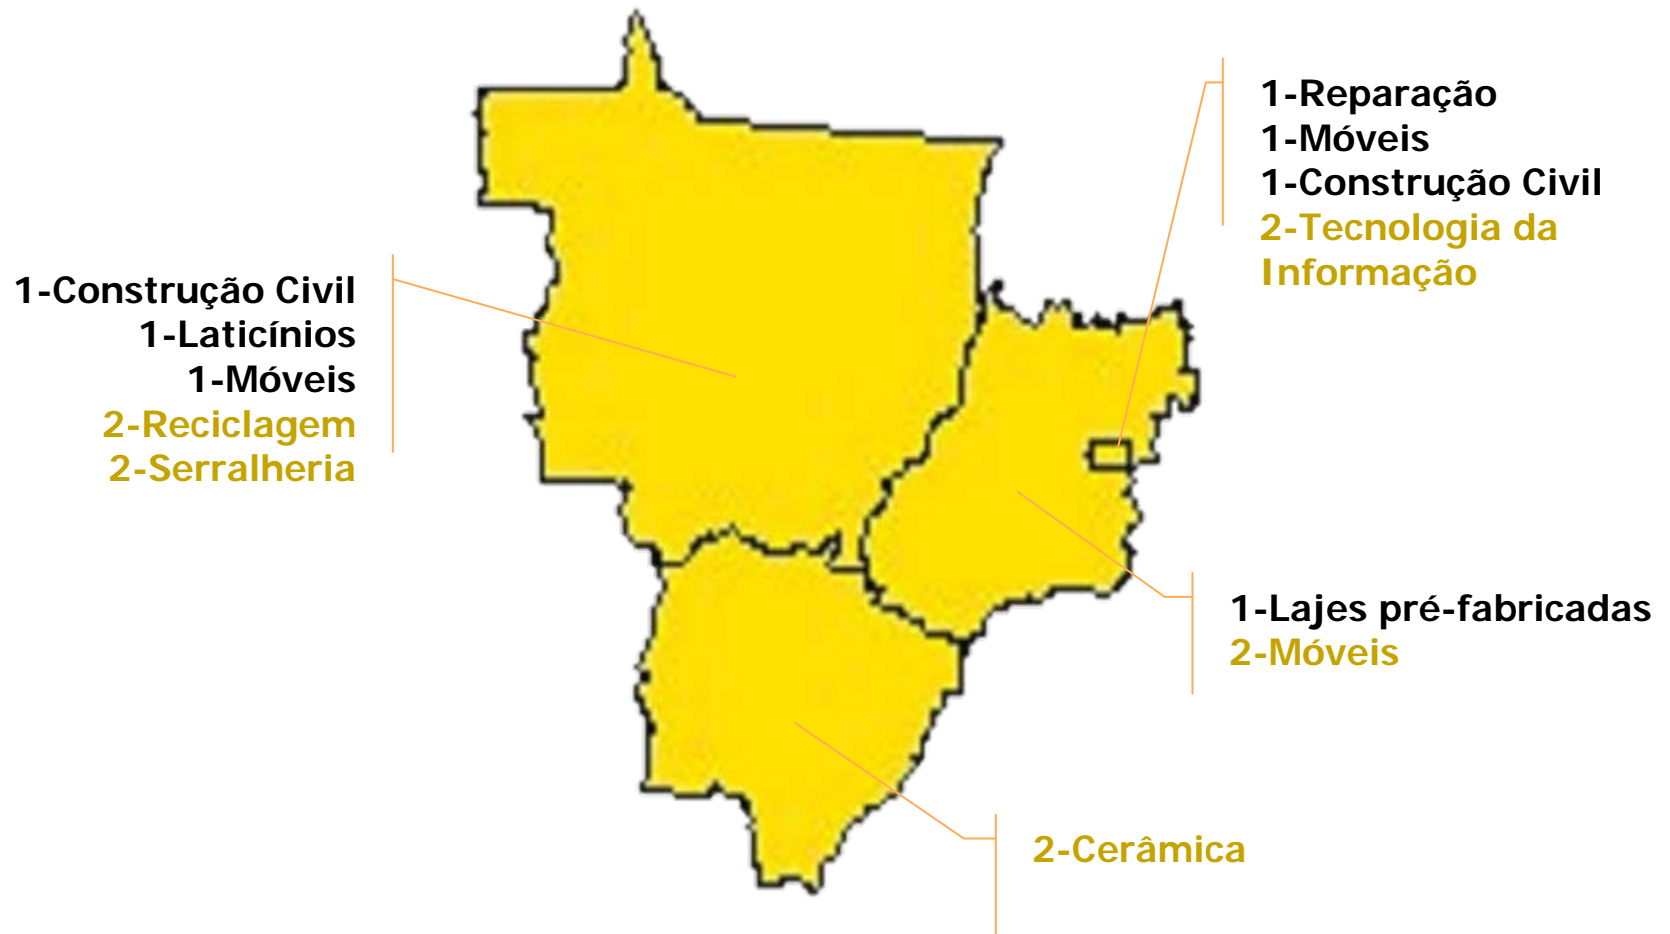 1-Reparação
1-Móveis
1-Construção Civil
2-Tecnologia da
Informação
1-Construção Civil
1-Laticínios
1-Móveis
2-Reciclagem
2-Serralheria
1-Lajes pré-fabricadas
2-Móveis
2-Cerâmica